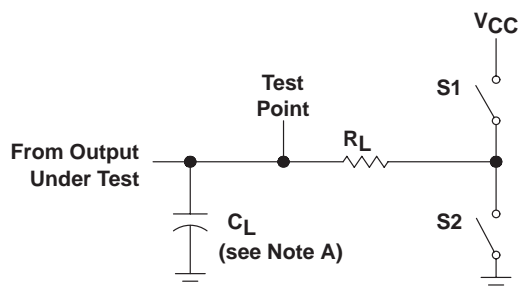 VCC
S1
Test
Point
RL
From Output
Under Test
CL
(see Note A)
S2